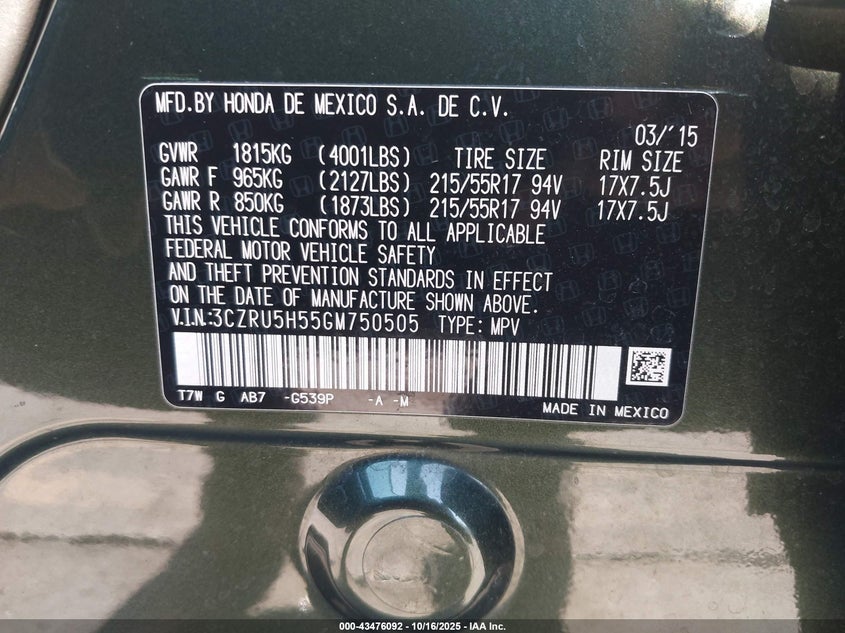 MFD.BY HONDA DE MEXICO S.A. DE C.V.
03/'15
GVWR 1815KG (4001LBS) TIRE SIZE RIM SIZE
GAWR F 965KG (2127LBS) 215/55R17 94V 17X7.5J
GAWR R 850KG (1873LBS) 215/55R17 94V 17X7.5J
THIS VEHICLE CONFORMS TO ALL APPLICABLE
FEDERAL MOTOR VEHICLE SAFETY
AND THEFT PREVENTION STANDARDS IN EFFECT
ON THE DATE OF MANUFACTURE SHOWN ABOVE.
V.I.N:3CZRU5H55GM750505 TYPE: MPV
T7W G AB7 -G539P -A -M
MADE IN MEXICO
000-43476092 - 10/16/2025 - IAA Inc.